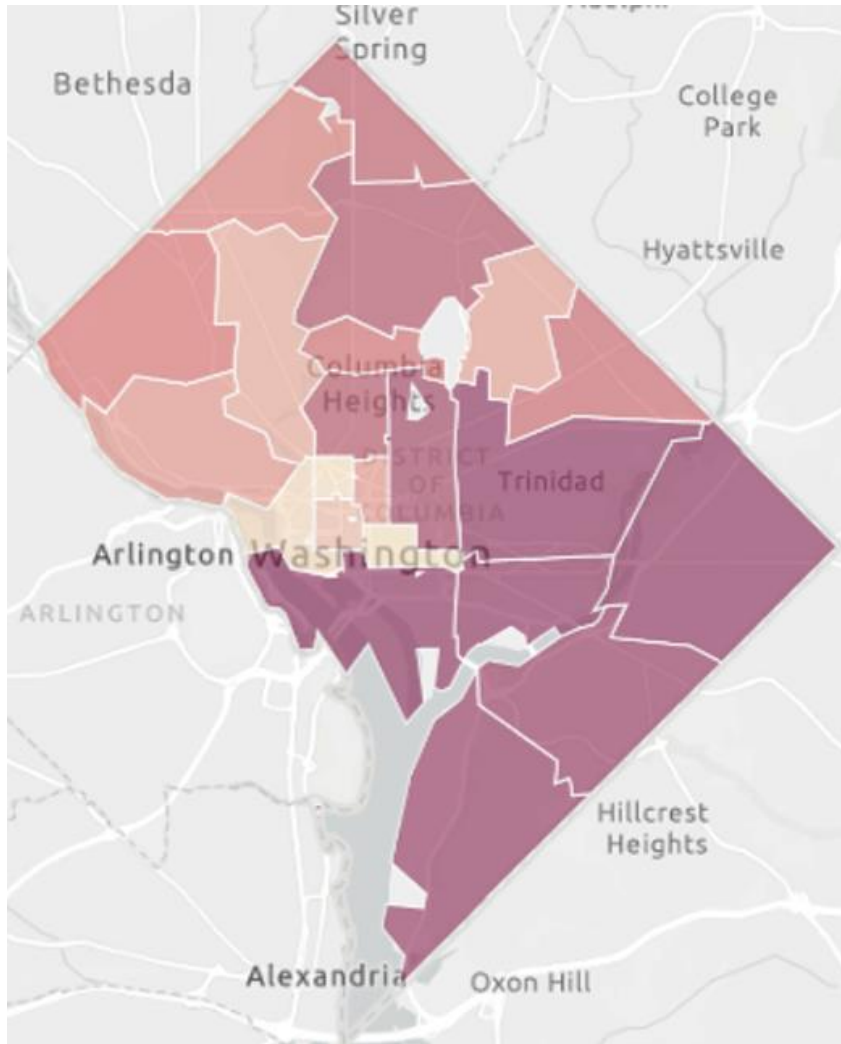 Silver
Spring
Bethesda
College
Park
Hyattsville
Columbia
Heights
DISTRICT
OF
COLUMBIA
Trinidad
Arlington
Washington
ARLINGTON
Hillcrest
Heights
Alexandria
Oxon Hill